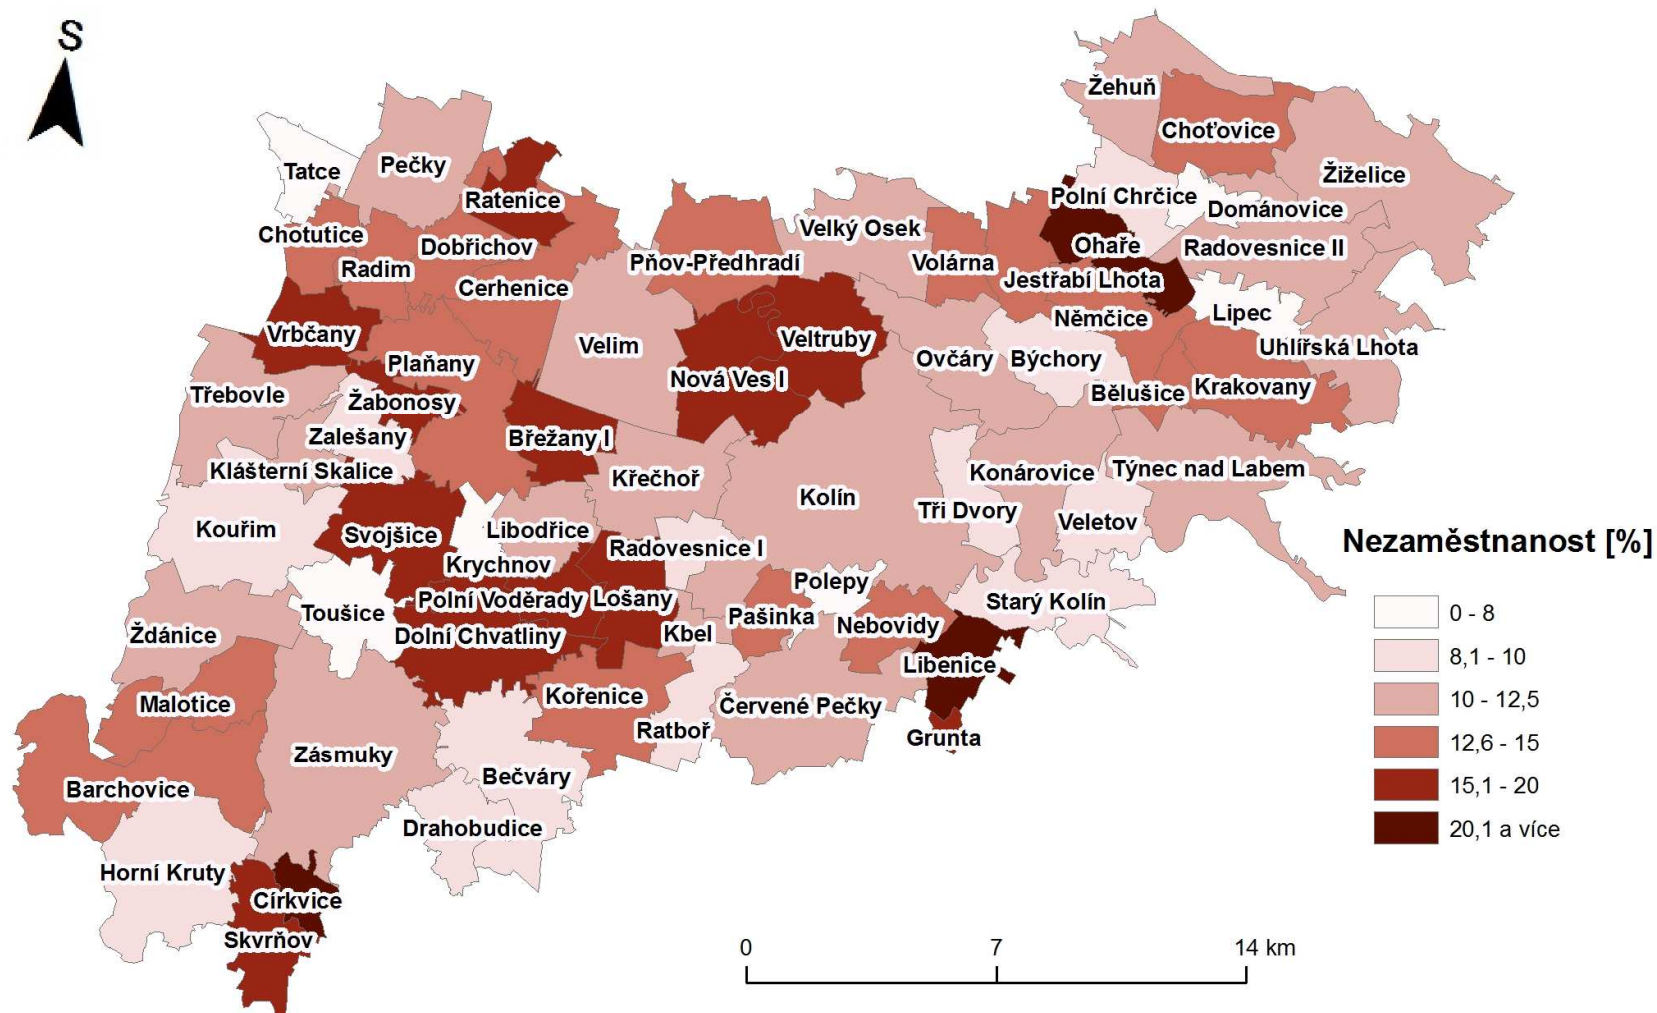 S
Žehuň
Choťovice
Tatce
Pečky
Žiželice
Ratenice
Polní Chrčice
Dománovice
Chotutice
Dobřichov
Velký Osek
Ohaře
Radovesnice II
Radim
Pňov-Předhradí
Volárna
Cerhenice
Jestřabí Lhota
Lipec
Němčice
Vrbčany
Veltruby
Velim
Uhlířská Lhota
Plaňany
Ovčáry
Býchory
Nová Ves I
Krakovany
Třebovle
Bělušice
Žabonosy
Zalešany
Břežany I
Klášterní Skalice
Křečhoř
Konárovice
Týnec nad Labem
Kolín
Tři Dvory
Veletov
Kouřim
Svojšice
Libodřice
Radovesnice I
Nezaměstnanost [%]
Krychnov
Polepy
Polní Voděrady
Lošany
Starý Kolín
Toušice
Pašinka
0 - 8
Nebovidy
Ždánice
Dolní Chvatliny
Kbel
8,1 - 10
Libenice
Kořenice
Malotice
Červené Pečky
10 - 12,5
Ratboř
Grunta
12,6 - 15
Zásmuky
Bečváry
Barchovice
15,1 - 20
Drahobudice
20,1 a více
Horní Kruty
Církvice
Skvrňov
0 7 14 km